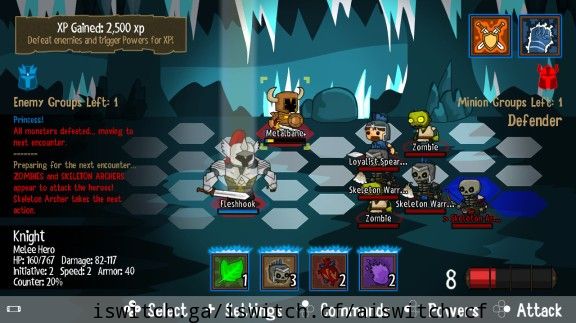 XP Gained: 2,500 xp
Defeat enemies and trigger Powers for XP!
Enemy Groups Left: 1
Minion Groups Left: 1
Defender
Princess!
All monsters defeated... moving to
next encounter.
-------
Preparing for the next encounter...
ZOMBIES and SKELETON ARCHERS
appear to attack the heroes!
Skeleton Archer takes the next
action.
Metalbane
Loyalist Spear...
Zombie
Fleshhook
Skeleton Warr...
Skeleton Warr...
Skeleton Ar...
Zombie
Knight
Melee Hero
HP: 160/767 Damage: 82-117
Initiative: 2 Speed: 2 Armor: 40
Counter: 20%
1
3
2
2
8
Select
Settings
Commands
Powers
Attack